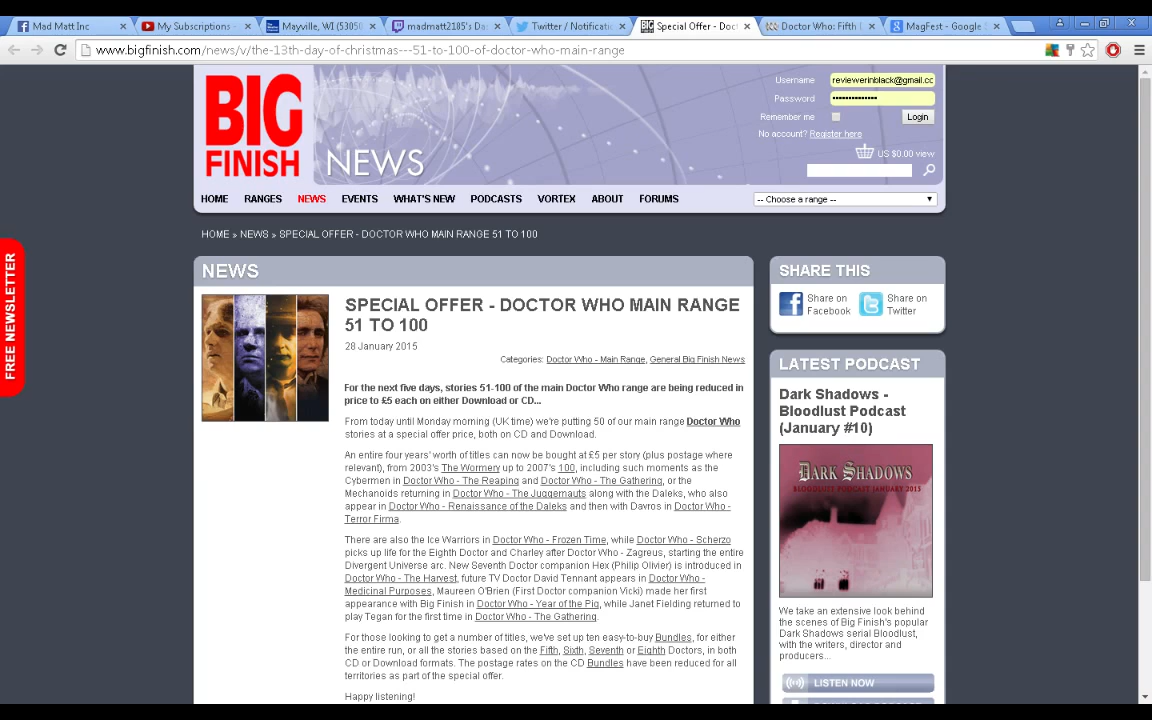 Mad Matt Inc
My Subscriptions -
Mayville, WI (5305
madmatt2185's Das
Twitter / Notificatio
Special Offer - Doct
Doctor Who: Fifth D
MagFest - Google S
www.bigfinish.com/news/v/the-13th-day-of-christmas---51-to-100-of-doctor-who-main-range
BIG
FINISH
NEWS
Username reviewerinblack@gmail.cc
Password ••••••••••••••
Remember me Login
No account? Register here
US $0.00 view
HOME RANGES NEWS EVENTS WHAT'S NEW PODCASTS VORTEX ABOUT FORUMS
-- Choose a range --
HOME » NEWS » SPECIAL OFFER - DOCTOR WHO MAIN RANGE 51 TO 100
FREE NEWSLETTER
NEWS
SPECIAL OFFER - DOCTOR WHO MAIN RANGE
51 TO 100
28 January 2015
Categories: Doctor Who - Main Range, General Big Finish News
For the next five days, stories 51-100 of the main Doctor Who range are being reduced in
price to £5 each on either Download or CD...
From today until Monday morning (UK time) we're putting 50 of our main range Doctor Who
stories at a special offer price, both on CD and Download.
An entire four years' worth of titles can now be bought at £5 per story (plus postage where
relevant), from 2003's The Wormery up to 2007's 100, including such moments as the
Cybermen in Doctor Who - The Reaping and Doctor Who - The Gathering, or the
Mechanoids returning in Doctor Who - The Juggernauts along with the Daleks, who also
appear in Doctor Who - Renaissance of the Daleks and then with Davros in Doctor Who -
Terror Firma.
There are also the Ice Warriors in Doctor Who - Frozen Time, while Doctor Who - Scherzo
picks up life for the Eighth Doctor and Charley after Doctor Who - Zagreus, starting the entire
Divergent Universe arc. New Seventh Doctor companion Hex (Philip Olivier) is introduced in
Doctor Who - The Harvest, future TV Doctor David Tennant appears in Doctor Who -
Medicinal Purposes, Maureen O'Brien (First Doctor companion Vicki) made her first
appearance with Big Finish in Doctor Who - Year of the Pig, while Janet Fielding returned to
play Tegan for the first time in Doctor Who - The Gathering.
For those looking to get a number of titles, we've set up ten easy-to-buy Bundles, for either
the entire run, or all the stories based on the Fifth, Sixth, Seventh or Eighth Doctors, in both
CD or Download formats. The postage rates on the CD Bundles have been reduced for all
territories as part of the special offer.
Happy listening!
SHARE THIS
Share on
Facebook
Share on
Twitter
LATEST PODCAST
Dark Shadows -
Bloodlust Podcast
(January #10)
DARK SHADOWS
BLOODLUST PODCAST JANUARY 2015
We take an extensive look behind
the scenes of Big Finish's popular
Dark Shadows serial Bloodlust,
with the writers, director and
producers...
LISTEN NOW
DOWNLOAD PODCAST